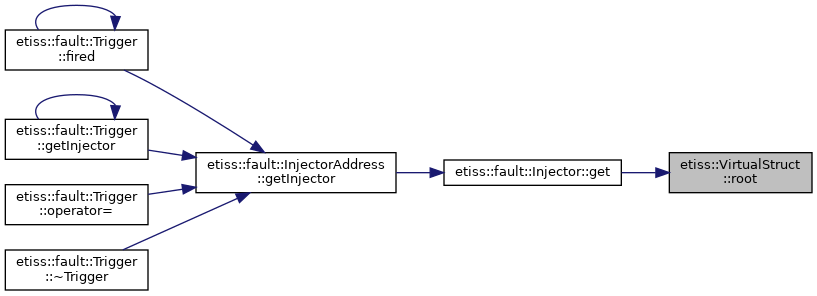 etiss::fault::Trigger
::fired
etiss::fault::Trigger
::getInjector
etiss::fault::Trigger
::operator=
etiss::fault::Trigger
::~Trigger
etiss::fault::InjectorAddress
::getInjector
etiss::fault::Injector::get
etiss::VirtualStruct
::root